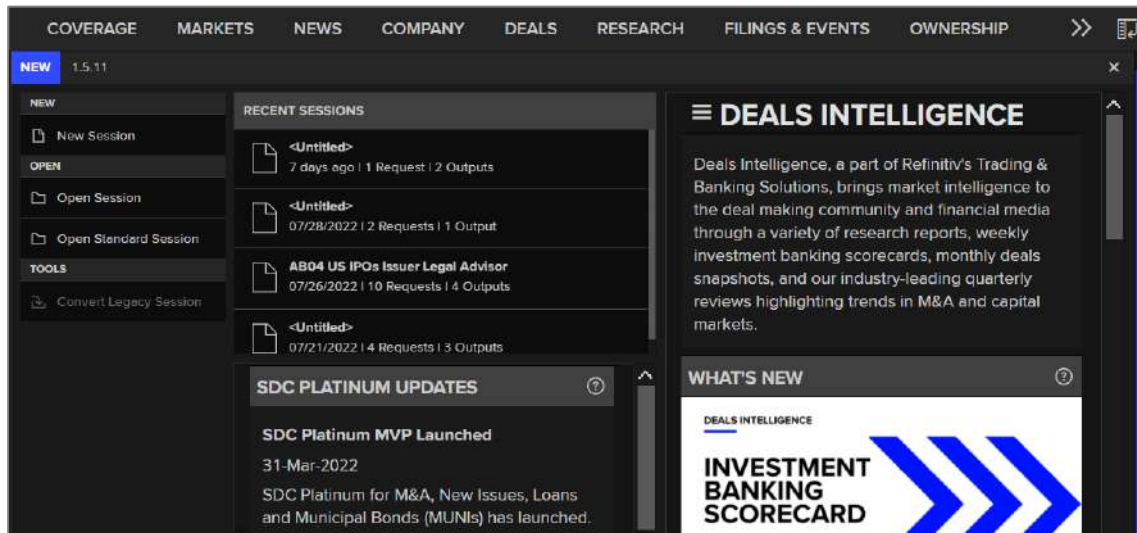 COVERAGE MARKETS NEWS COMPANY DEALS RESEARCH FILINGS & EVENTS OWNERSHIP
NEW 1.5.11
NEW
New Session
OPEN
Open Session
Open Standard Session
TOOLS
Convert Legacy Session
RECENT SESSIONS
<Untitled>
7 days ago | 1 Request | 2 Outputs
<Untitled>
07/28/2022 | 2 Requests | 1 Output
AB04 US IPOs Issuer Legal Advisor
07/26/2022 | 10 Requests | 4 Outputs
<Untitled>
07/21/2022 | 4 Requests | 3 Outputs
SDC PLATINUM UPDATES
SDC Platinum MVP Launched
31-Mar-2022
SDC Platinum for M&A, New Issues, Loans
and Municipal Bonds (MUNIs) has launched.
DEALS INTELLIGENCE
Deals Intelligence, a part of Refinitiv's Trading &
Banking Solutions, brings market intelligence to
the deal making community and financial media
through a variety of research reports, weekly
investment banking scorecards, monthly deals
snapshots, and our industry-leading quarterly
reviews highlighting trends in M&A and capital
markets.
WHAT'S NEW
DEALS INTELLIGENCE
INVESTMENT
BANKING
SCORECARD